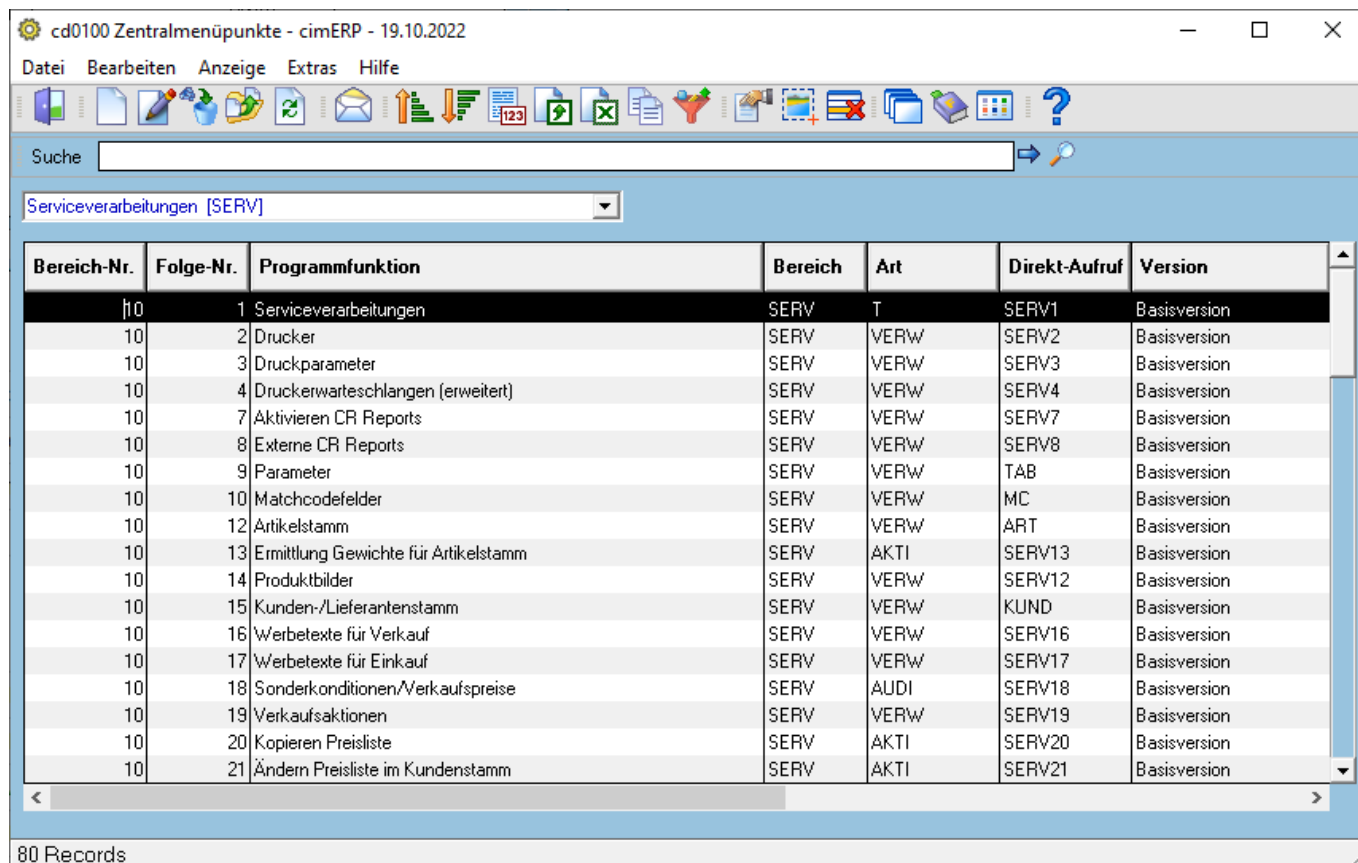 cd0100 Zentralmenüpunkte - cimERP - 19.10.2022
Datei Bearbeiten Anzeige Extras Hilfe
123
Suche
Serviceverarbeitungen [SERV]
Bereich-Nr. Folge-Nr. Programmfunktion Bereich Art Direkt-Aufruf Version
10 1 Serviceverarbeitungen SERV T SERV1 Basisversion
10 2 Drucker SERV VERW SERV2 Basisversion
10 3 Druckparameter SERV VERW SERV3 Basisversion
10 4 Druckerwarteschlangen (erweitert) SERV VERW SERV4 Basisversion
10 7 Aktivieren CR Reports SERV VERW SERV7 Basisversion
10 8 Externe CR Reports SERV VERW SERV8 Basisversion
10 9 Parameter SERV VERW TAB Basisversion
10 10 Matchcodefelder SERV VERW MC Basisversion
10 12 Artikelstamm SERV VERW ART Basisversion
10 13 Ermittlung Gewichte für Artikelstamm SERV AKTI SERV13 Basisversion
10 14 Produktbilder SERV VERW SERV12 Basisversion
10 15 Kunden-/Lieferantenstamm SERV VERW KUND Basisversion
10 16 Werbetexte für Verkauf SERV VERW SERV16 Basisversion
10 17 Werbetexte für Einkauf SERV VERW SERV17 Basisversion
10 18 Sonderkonditionen/Verkaufspreise SERV AUDI SERV18 Basisversion
10 19 Verkaufsaktionen SERV VERW SERV19 Basisversion
10 20 Kopieren Preisliste SERV AKTI SERV20 Basisversion
10 21 Ändern Preisliste im Kundenstamm SERV AKTI SERV21 Basisversion
80 Records